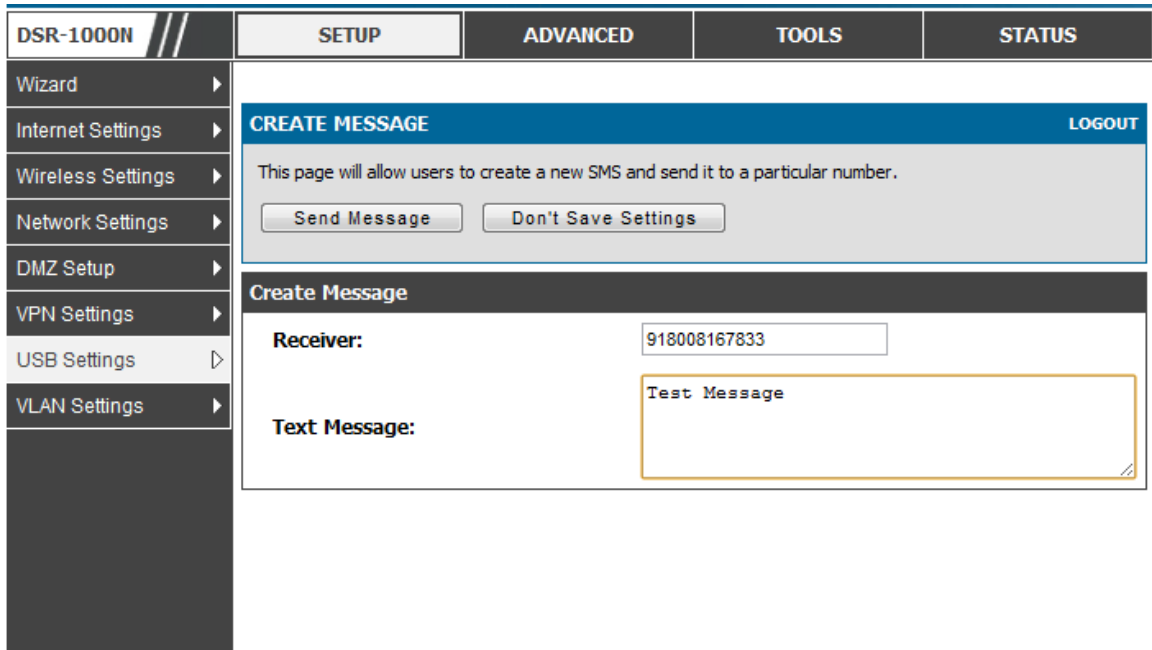 DSR-1000N
SETUP
ADVANCED
TOOLS
STATUS
Wizard
Internet Settings
Wireless Settings
Network Settings
DMZ Setup
VPN Settings
USB Settings
VLAN Settings
CREATE MESSAGE
LOGOUT
This page will allow users to create a new SMS and send it to a particular number.
Send Message
Don't Save Settings
Create Message
Receiver:
918008167833
Text Message:
Test Message